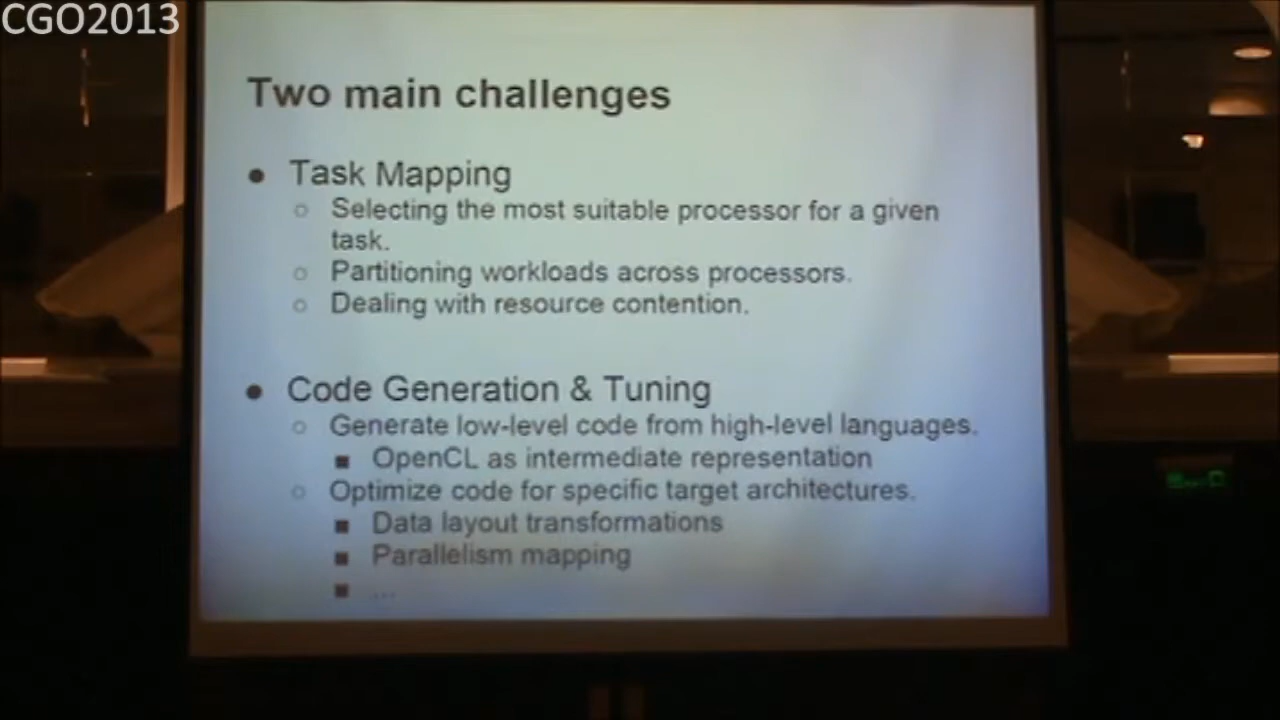 CGO2013
Two main challenges
● Task Mapping
○ Selecting the most suitable processor for a given
task.
○ Partitioning workloads across processors.
○ Dealing with resource contention.
● Code Generation & Tuning
○ Generate low-level code from high-level languages.
■ OpenCL as intermediate representation
○ Optimize code for specific target architectures.
■ Data layout transformations
■ Parallelism mapping
■ ...